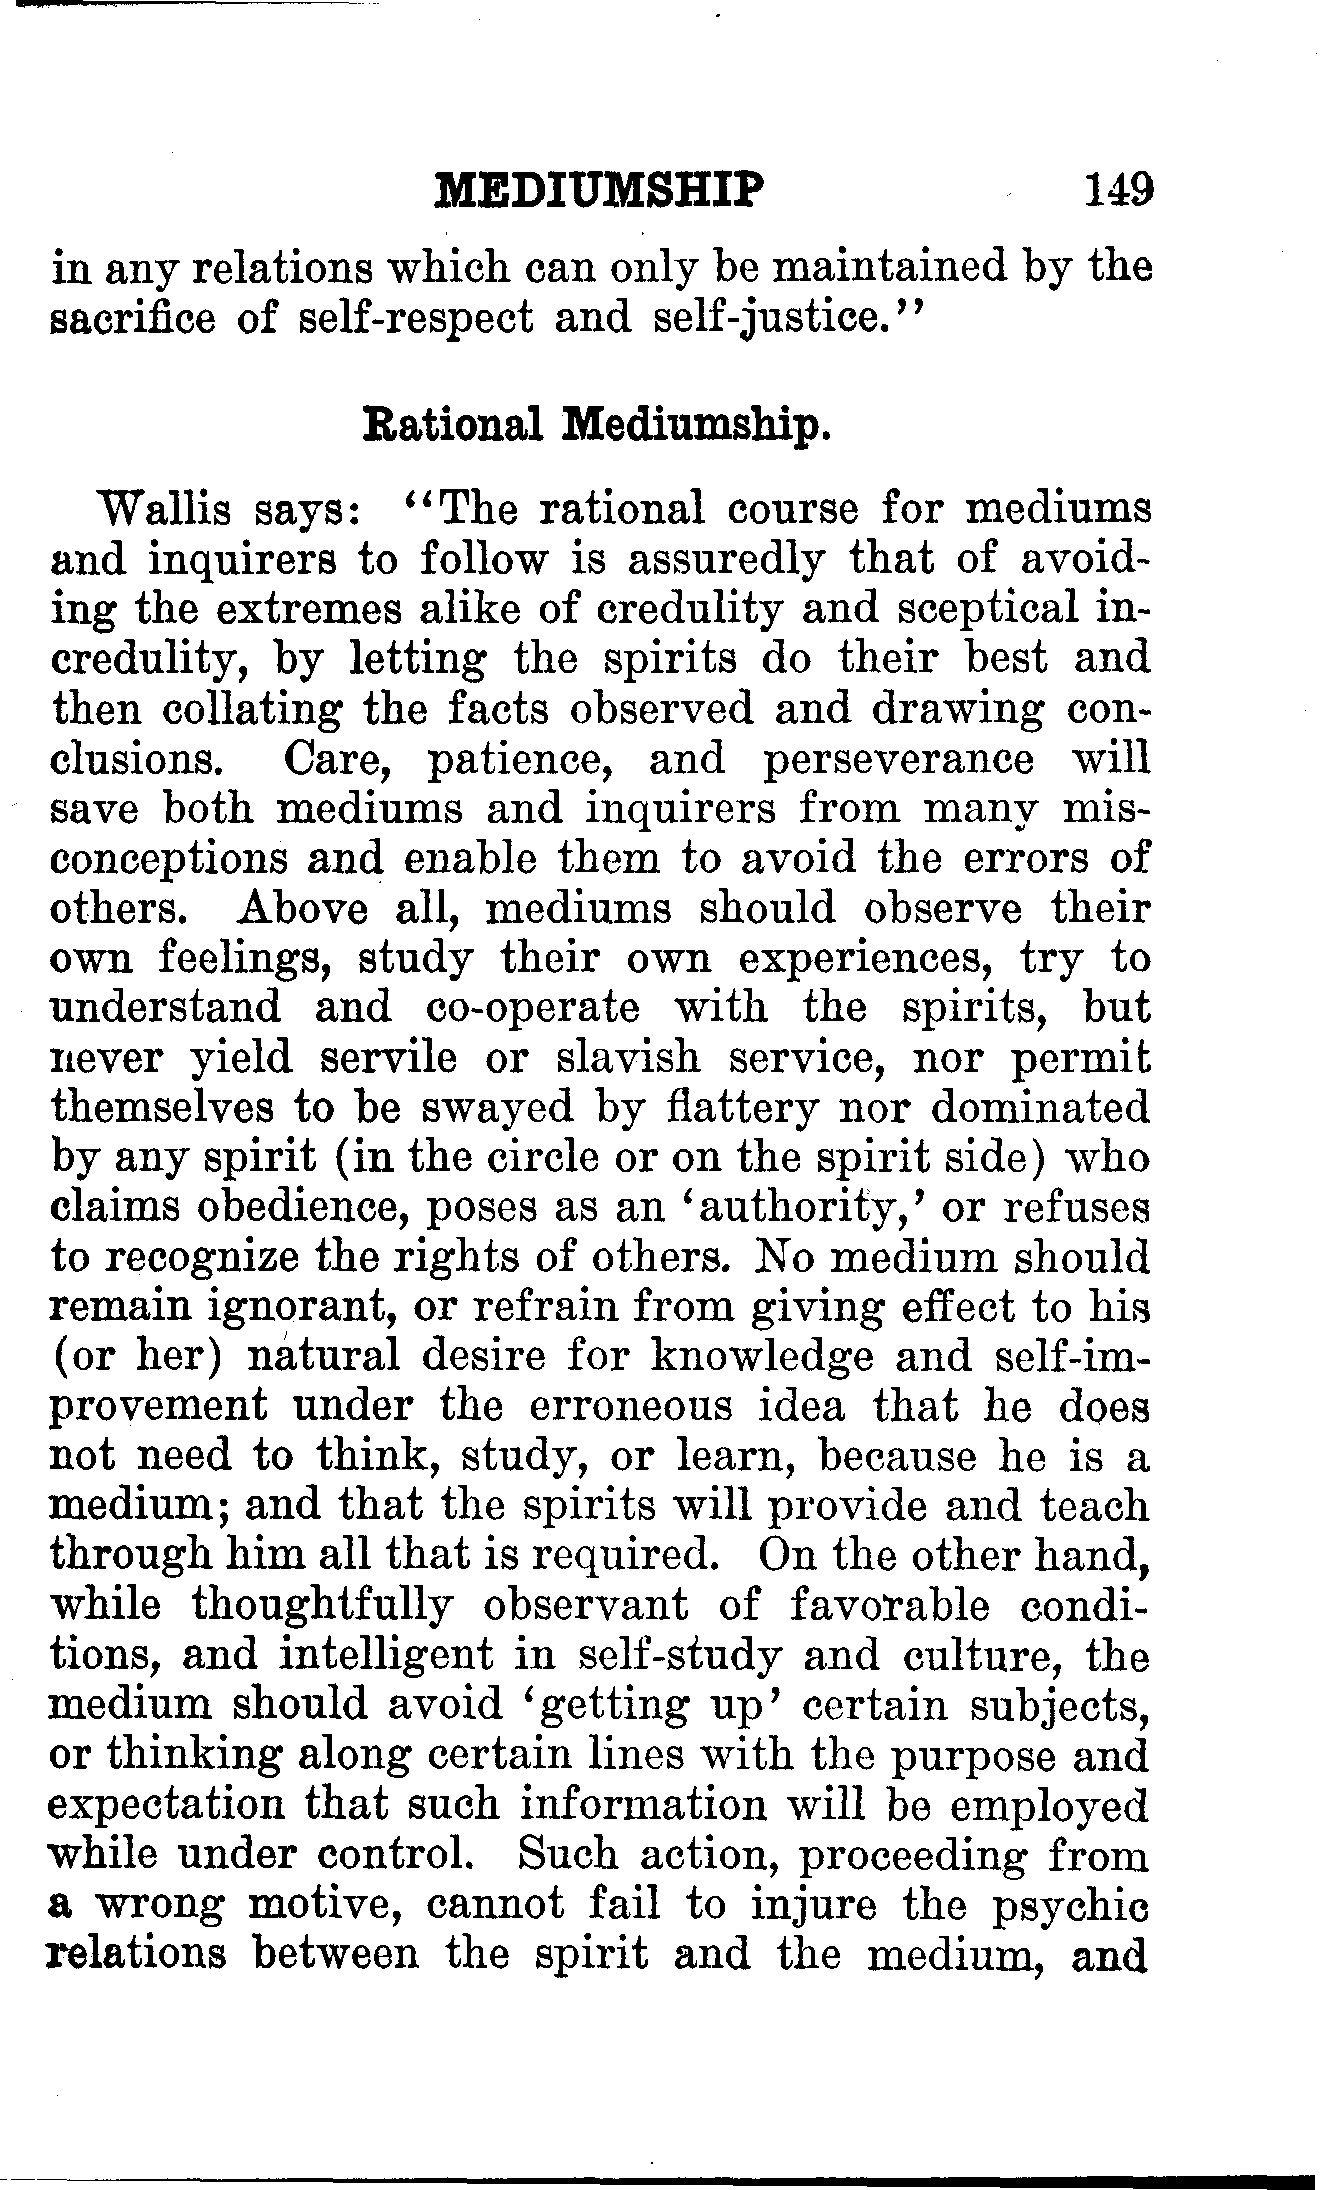 MEDIUMSHIP 149
in any relations which can only be maintained by the
sacrifice of self-respect and self-justice."
Rational Mediumship.
Wallis says: "The rational course for mediums
and inquirers to follow is assuredly that of avoid-
ing the extremes alike of credulity and sceptical in-
credulity, by letting the spirits do their best and
then collating the facts observed and drawing con-
clusions. Care, patience, and perseverance will
save both mediums and inquirers from many mis-
conceptions and enable them to avoid the errors of
others. Above all, mediums should observe their
own feelings, study their own experiences, try to
understand and co-operate with the spirits, but
never yield servile or slavish service, nor permit
themselves to be swayed by flattery nor dominated
by any spirit (in the circle or on the spirit side) who
claims obedience, poses as an 'authority,' or refuses
to recognize the rights of others. No medium should
remain ignorant, or refrain from giving effect to his
(or her) natural desire for knowledge and self-im-
provement under the erroneous idea that he does
not need to think, study, or learn, because he is a
medium; and that the spirits will provide and teach
through him all that is required. On the other hand,
while thoughtfully observant of favorable condi-
tions, and intelligent in self-study and culture, the
medium should avoid 'getting up' certain subjects,
or thinking along certain lines with the purpose and
expectation that such information will be employed
while under control. Such action, proceeding from
a wrong motive, cannot fail to injure the psychic
relations between the spirit and the medium, and